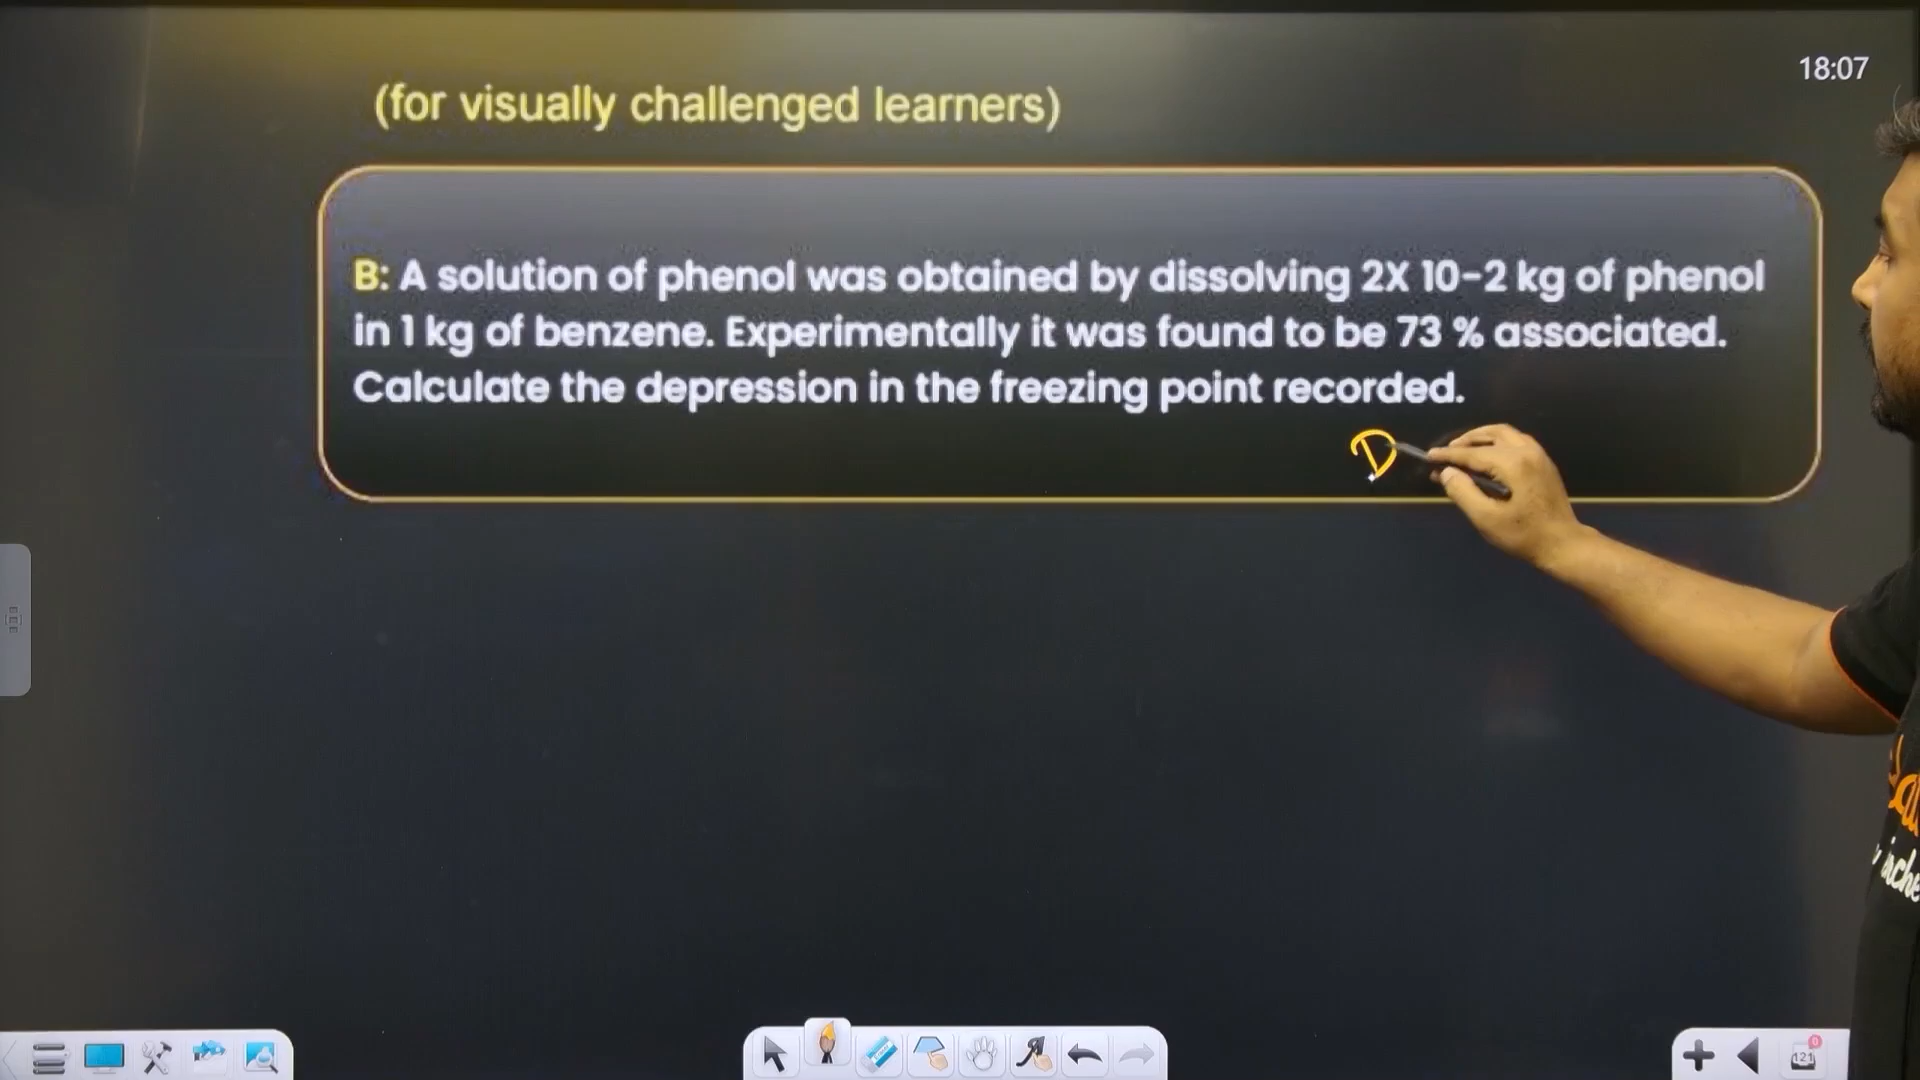 18:07
(for visually challenged learners)
B: A solution of phenol was obtained by dissolving 2X 10-2 kg of phenol
in 1 kg of benzene. Experimentally it was found to be 73 % associated.
Calculate the depression in the freezing point recorded.
D
121
0